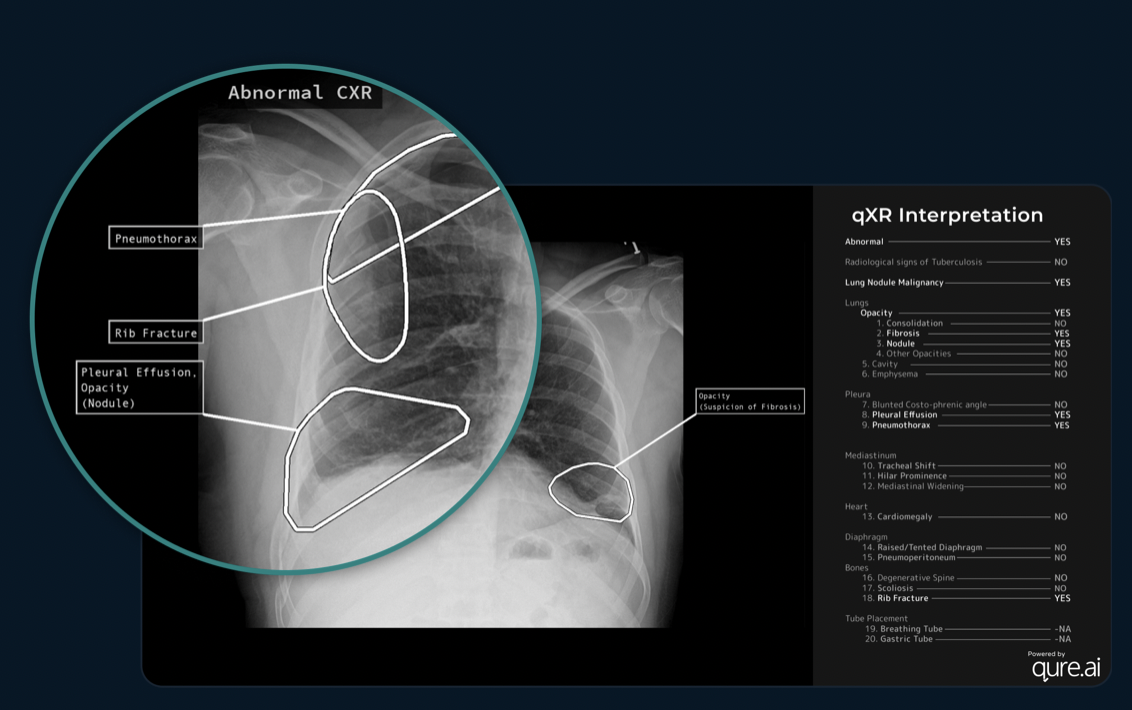 Abnormal CXR
Pneumothorax
Rib Fracture
Pleural Effusion,
Opacity
(Nodule)
Opacity
(Suspicion of Fibrosis)
qXR Interpretation
Abnormal YES
Radiological signs of Tuberculosis NO
Lung Nodule Malignancy YES
Lungs
Opacity YES
1. Consolidation NO
2. Fibrosis YES
3. Nodule YES
4. Other Opacities NO
5. Cavity NO
6. Emphysema NO
Pleura
7. Blunted Costo-phrenic angle NO
8. Pleural Effusion YES
9. Pneumothorax YES
Mediastinum
10. Tracheal Shift NO
11. Hilar Prominence NO
12. Mediastinal Widening NO
Heart
13. Cardiomegaly NO
Diaphragm
14. Raised/Tented Diaphragm NO
15. Pneumoperitoneum NO
Bones
16. Degenerative Spine NO
17. Scoliosis NO
18. Rib Fracture YES
Tube Placement
19. Breathing Tube -NA
20. Gastric Tube -NA
Powered by
qure.ai